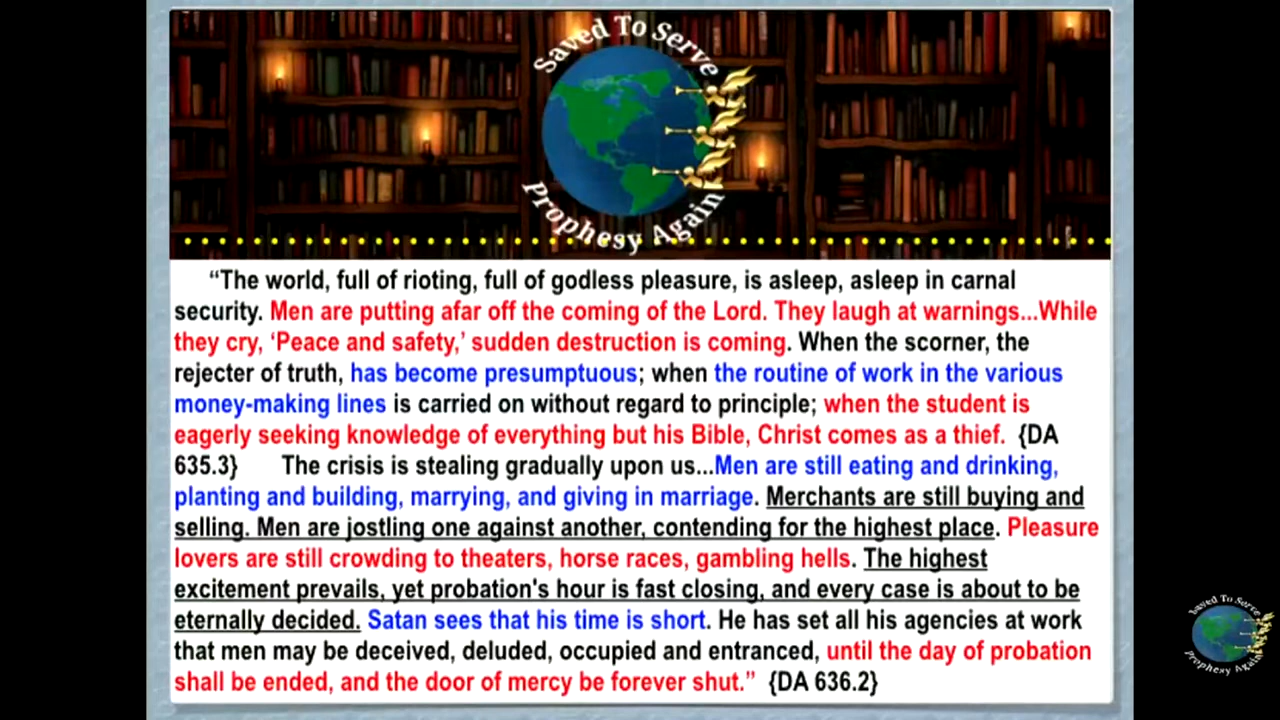 Saved To Serve
Prophesy Again
“The world, full of rioting, full of godless pleasure, is asleep, asleep in carnal
security. Men are putting afar off the coming of the Lord. They laugh at warnings...While
they cry, ‘Peace and safety,’ sudden destruction is coming. When the scorner, the
rejecter of truth, has become presumptuous; when the routine of work in the various
money-making lines is carried on without regard to principle; when the student is
eagerly seeking knowledge of everything but his Bible, Christ comes as a thief. {DA
635.3} The crisis is stealing gradually upon us...Men are still eating and drinking,
planting and building, marrying, and giving in marriage. Merchants are still buying and
selling. Men are jostling one against another, contending for the highest place. Pleasure
lovers are still crowding to theaters, horse races, gambling hells. The highest
excitement prevails, yet probation's hour is fast closing, and every case is about to be
eternally decided. Satan sees that his time is short. He has set all his agencies at work
that men may be deceived, deluded, occupied and entranced, until the day of probation
shall be ended, and the door of mercy be forever shut.” {DA 636.2}
Saved To Serve
Prophesy Again